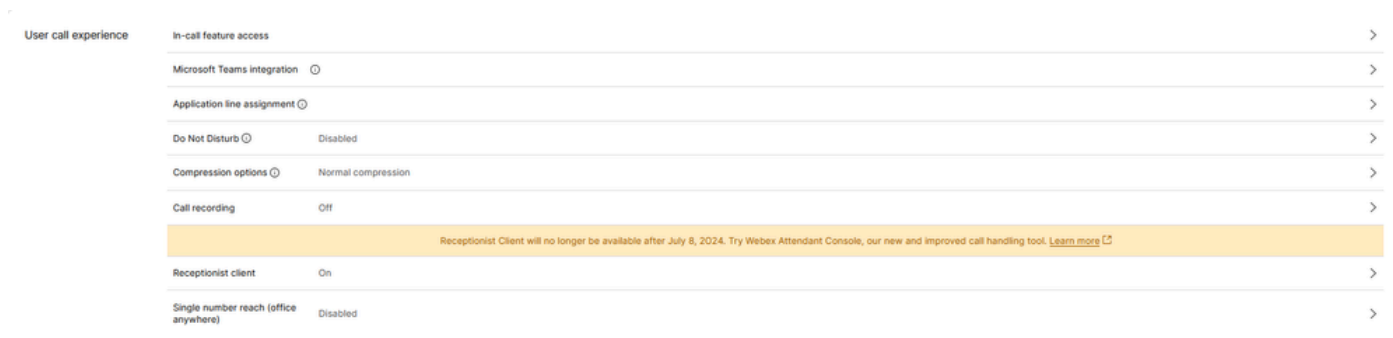 User call experience
In-call feature access
Microsoft Teams integration
Application line assignment
Do Not Disturb Disabled
Compression options Normal compression
Call recording Off
Receptionist Client will no longer be available after July 8, 2024. Try Webex Attendant Console, our new and improved call handling tool. Learn more
Receptionist client On
Single number reach (office
anywhere) Disabled